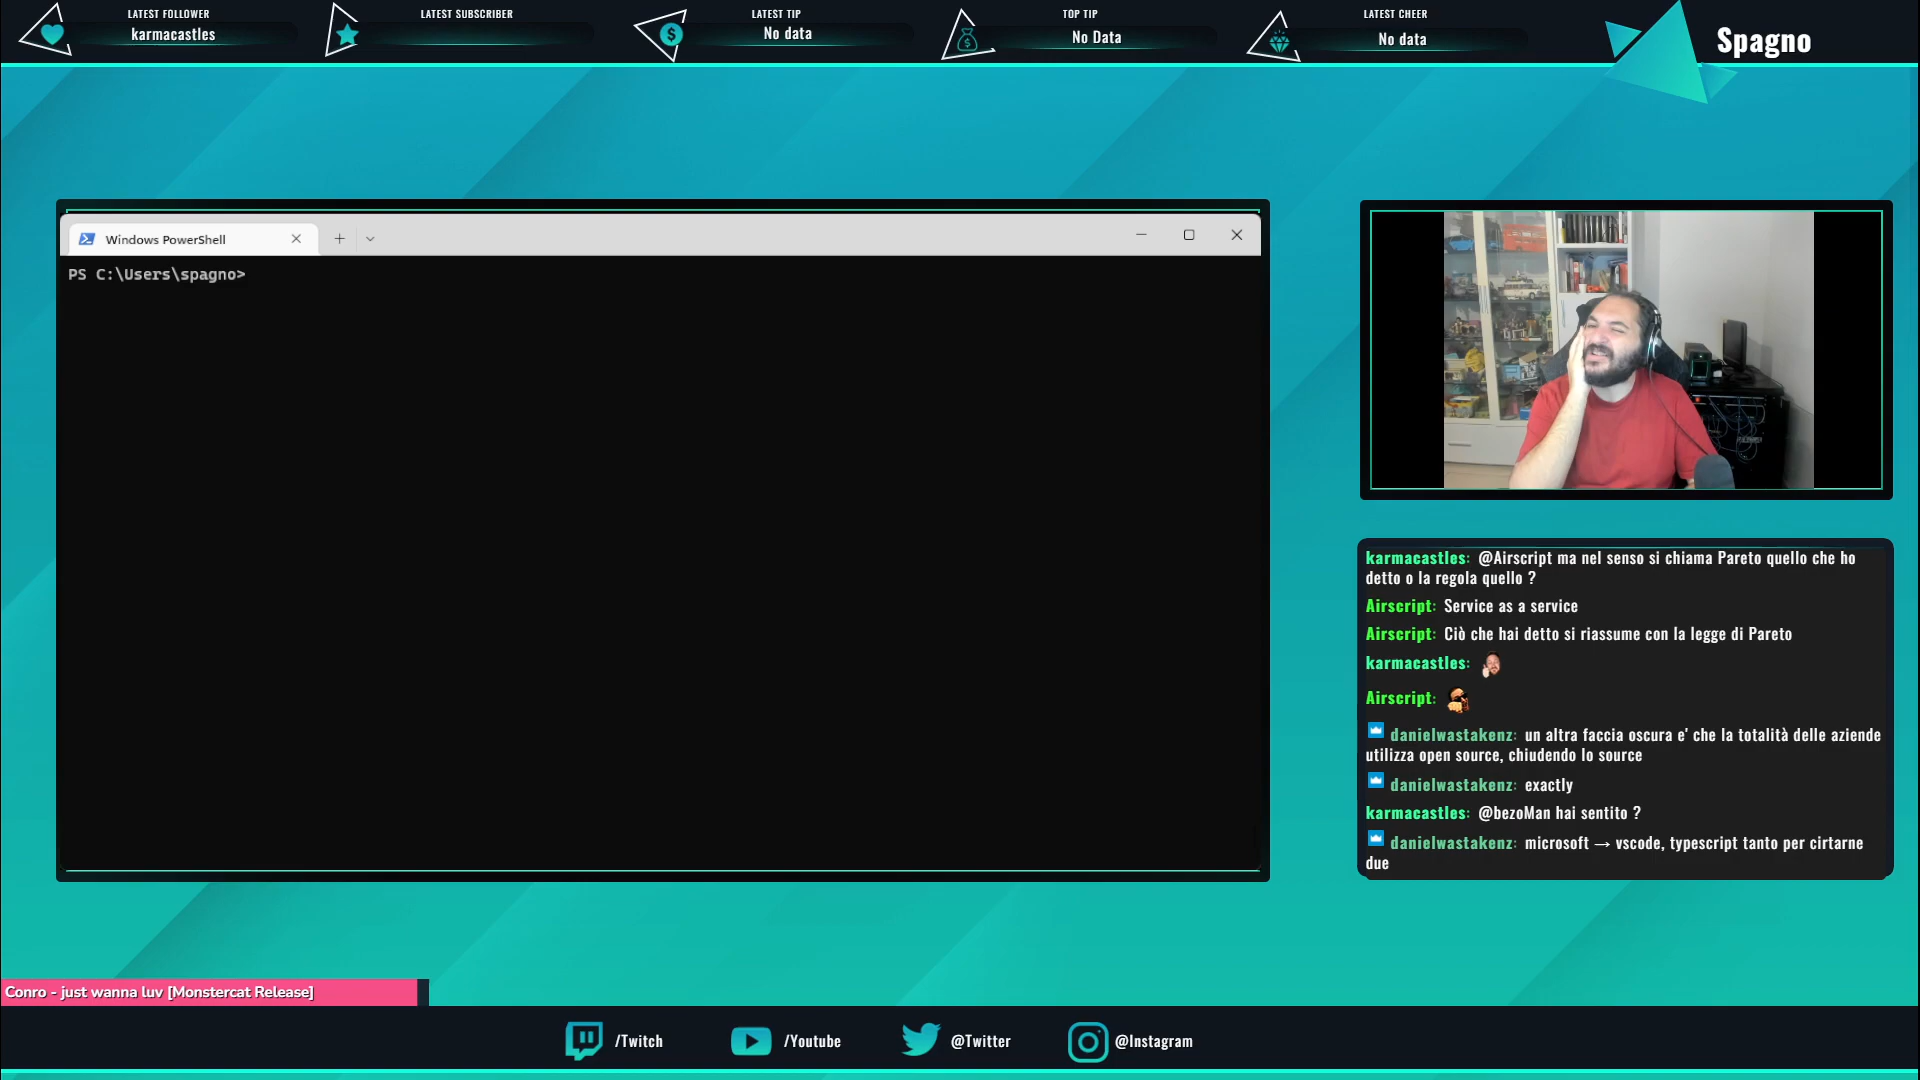 LATEST FOLLOWER
karmacastles
LATEST SUBSCRIBER
LATEST TIP
No data
TOP TIP
No Data
LATEST CHEER
No data
Spagno
Windows PowerShell
PS C:\Users\spagno>
karmacastles: @Airscript ma nel senso si chiama Pareto quello che ho
detto o la regola quello ?
Airscript: Service as a service
Airscript: Ciò che hai detto si riassume con la legge di Pareto
karmacastles:
Airscript:
danielwastakenz: un altra faccia oscura e' che la totalità delle aziende
utilizza open source, chiudendo lo source
danielwastakenz: exactly
karmacastles: @bezoMan hai sentito ?
danielwastakenz: microsoft → vscode, typescript tanto per cirtarne
due
Conro - just wanna luv [Monstercat Release]
/Twitch
/Youtube
@Twitter
@Instagram